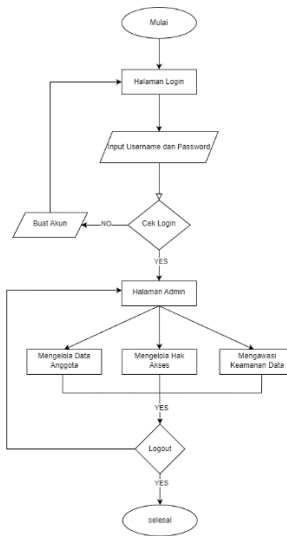 Mulai
Halaman Login
Input Username dan Password
Cek Login
NO
Buat Akun
YES
Halaman Admin
Mengelola Data
Anggota
Mengelola Hak
Akses
Mengawasi
Keamanan Data
YES
Logout
YES
selesai